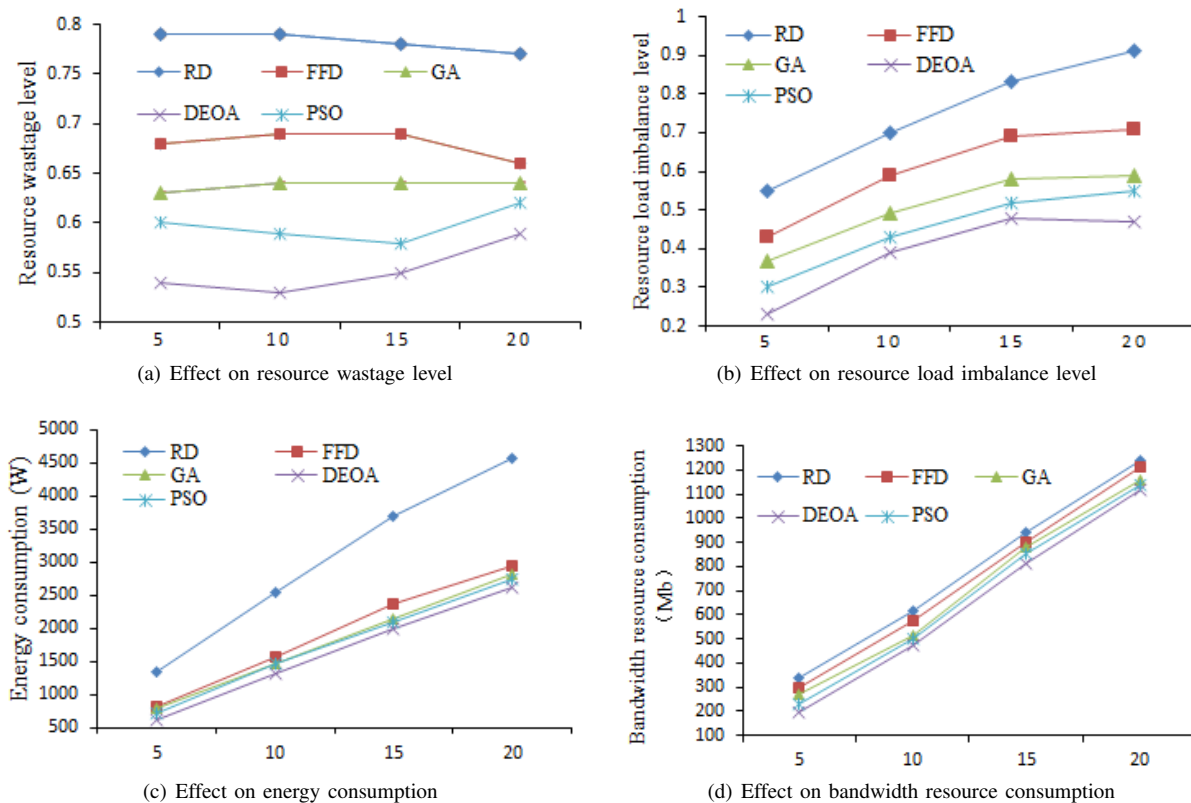 Resource wastage level
0.8
0.75
0.7
0.65
0.6
0.55
0.5
RD FFD GA
DEOA PSO
5 10 15 20
(a) Effect on resource wastage level
Resource load imbalance level
1
0.9
0.8
0.7
0.6
0.5
0.4
0.3
0.2
RD FFD
GA DEOA
PSO
5 10 15 20
(b) Effect on resource load imbalance level
Energy consumption (W)
5000
4500
4000
3500
3000
2500
2000
1500
1000
500
RD FFD
GA DEOA
PSO
5 10 15 20
(c) Effect on energy consumption
Bandwidth resource consumption
(Mb)
1300
1200
1100
1000
900
800
700
600
500
400
300
200
100
RD FFD GA
DEOA PSO
5 10 15 20
(d) Effect on bandwidth resource consumption